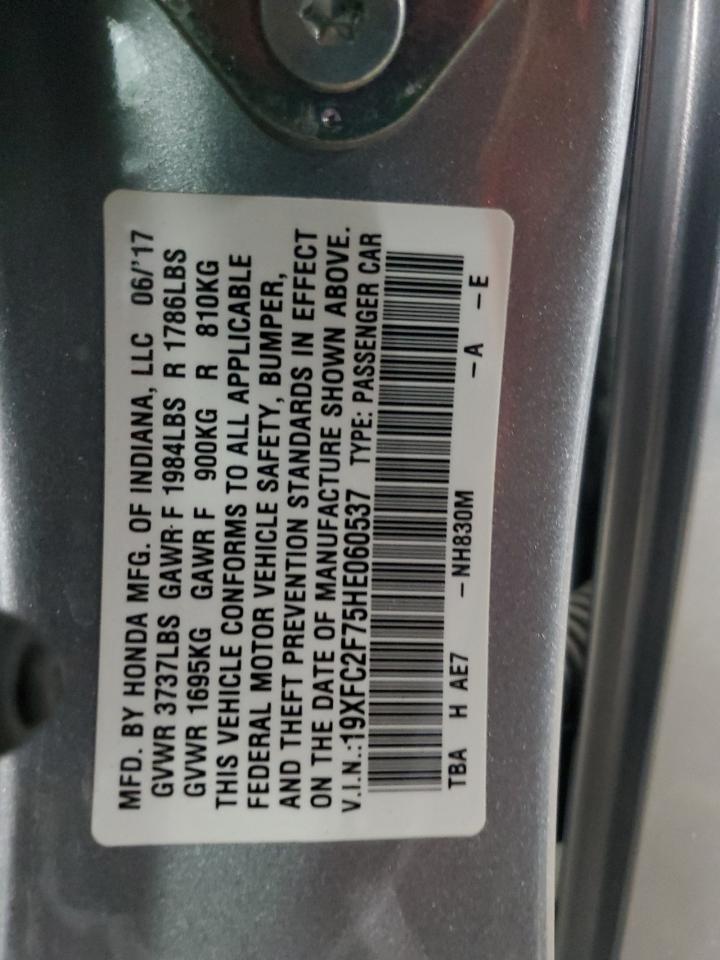 MFD. BY HONDA MFG. OF INDIANA, LLC 06/'17
GVWR 3737LBS GAWR F 1984LBS R 1786LBS
GVWR 1695KG GAWR F 900KG R 810KG
THIS VEHICLE CONFORMS TO ALL APPLICABLE
FEDERAL MOTOR VEHICLE SAFETY, BUMPER,
AND THEFT PREVENTION STANDARDS IN EFFECT
ON THE DATE OF MANUFACTURE SHOWN ABOVE.
V.I.N.:19XFC2F75HE060537 TYPE: PASSENGER CAR
TBA H AE7 -NH830M -A -E